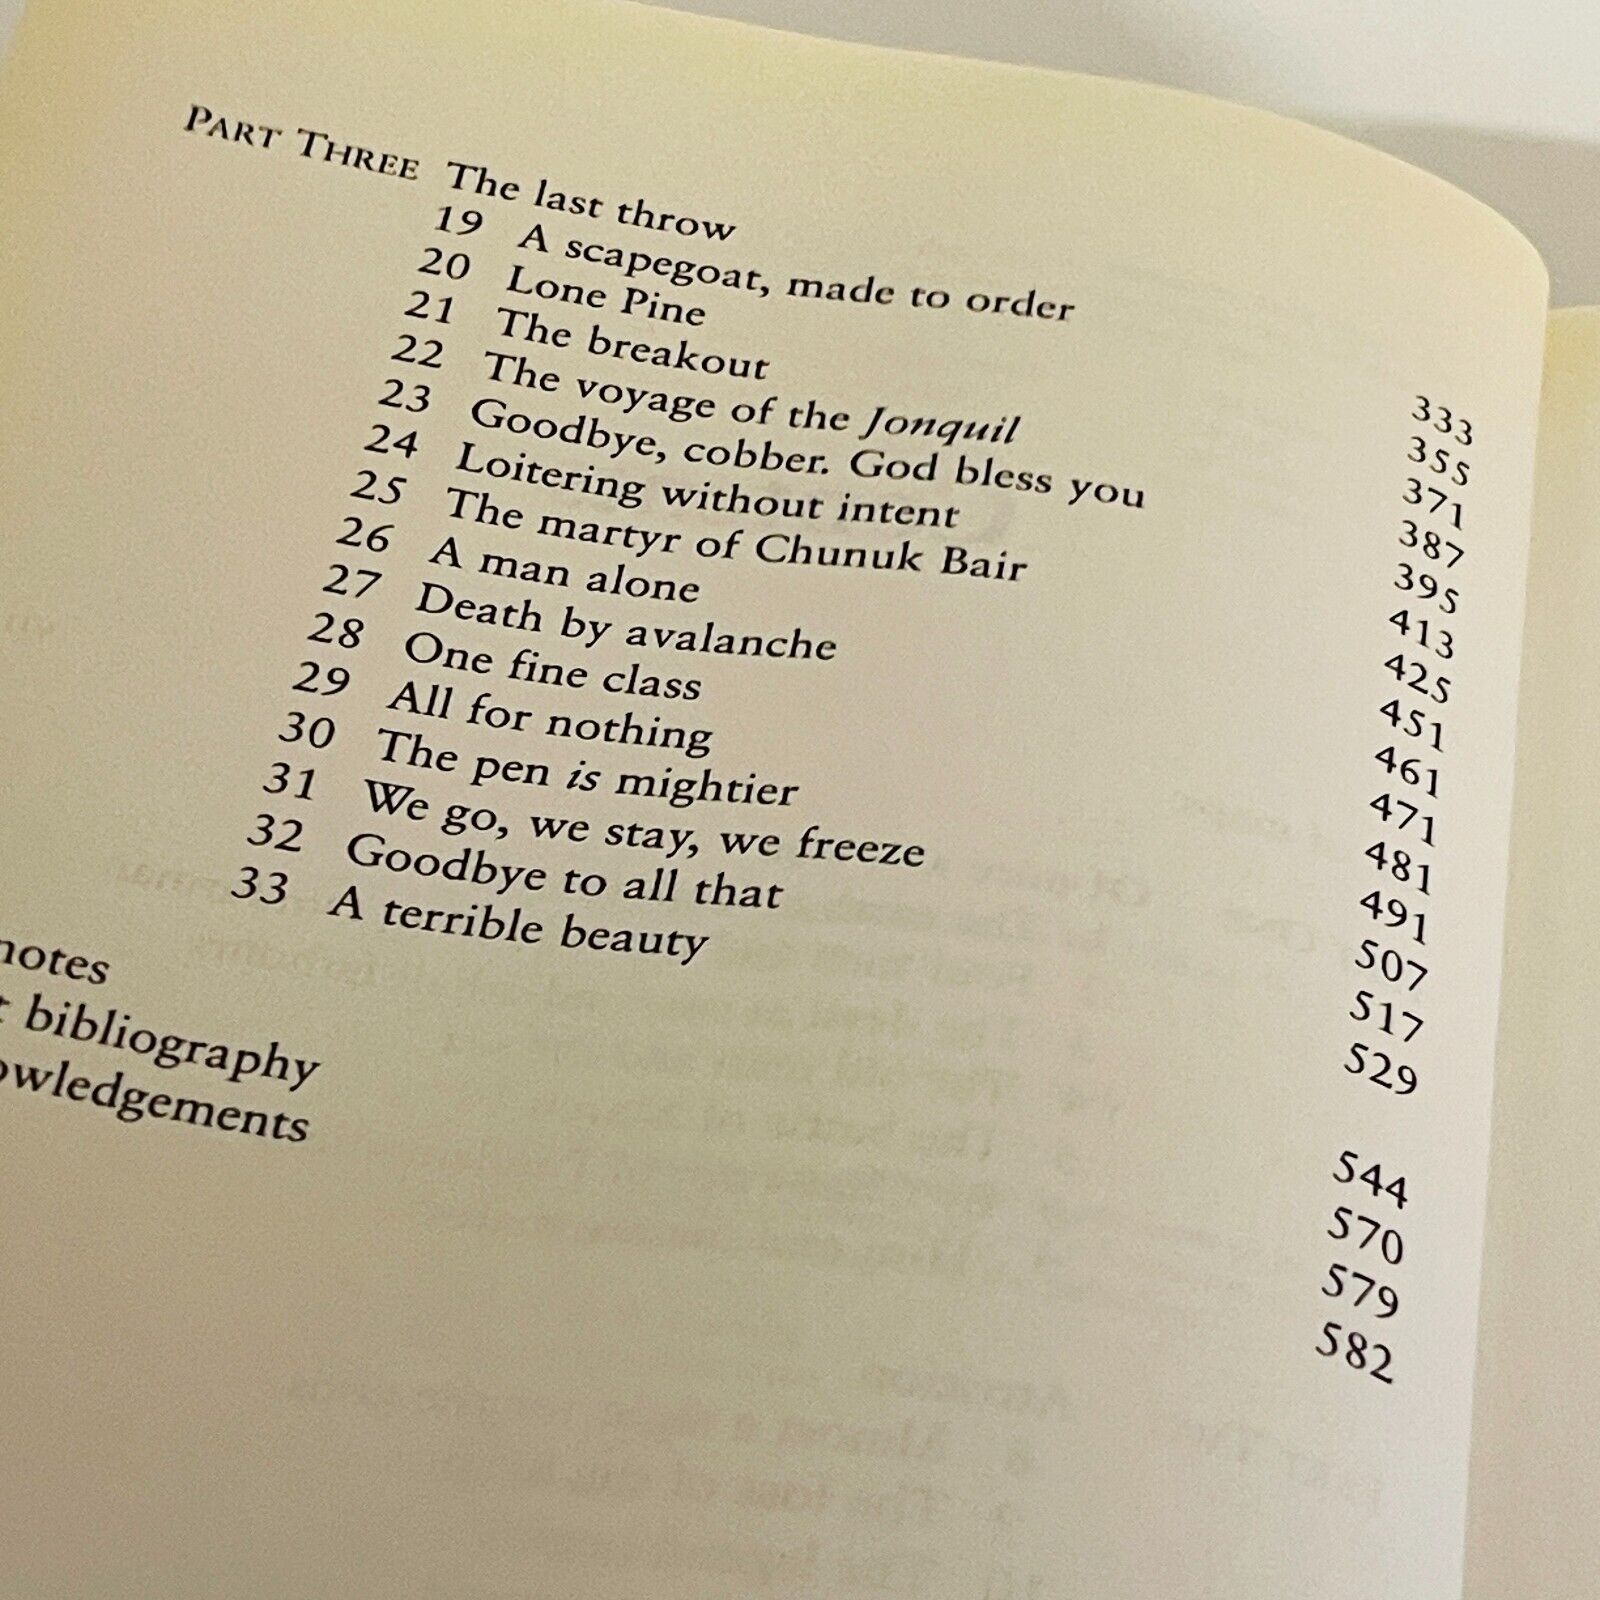 PART THREE The last throw
19 A scapegoat, made to order 333
20 Lone Pine 355
21 The breakout 371
22 The voyage of the Jonquil 387
23 Goodbye, cobber. God bless you 395
24 Loitering without intent 413
25 The martyr of Chunuk Bair 425
26 A man alone 451
27 Death by avalanche 461
28 One fine class 471
29 All for nothing 481
30 The pen is mightier 491
31 We go, we stay, we freeze 507
32 Goodbye to all that 517
33 A terrible beauty 529
notes 544
t bibliography 570
owledgements 579
582